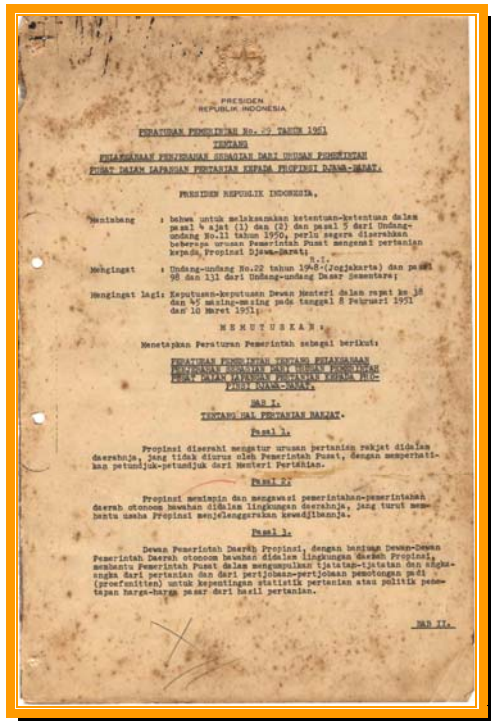 PRESIDEN
REPUBLIK INDONESIA
PERATURAN PEMERINTAH No. 29 TAHUN 1951
TENTANG
PELAKSANAAN PENJERAHAN SEBAGIAN DARI URUSAN PEMERINTAH
PUSAT DALAM LAPANGAN PERTANIAN KEPADA PROPINSI DJAWA-BARAT.
PRESIDEN REPUBLIK INDONESIA,
Menimbang : bahwa untuk melaksanakan ketentuan-ketentuan dalam
pasal 4 ajat (1) dan (2) dan pasal 5 dari Undang-
undang No.11 tahun 1950, perlu segera diserahkan
beberapa urusan Pemerintah Pusat mengenai pertanian
kepada Propinsi Djawa-Barat;
R.I.
Mengingat : Undang-undang No.22 tahun 1948 (Jogjakarta) dan pasal
98 dan 131 dari Undang-undang Dasar Sementara;
Mengingat lagi: Keputusan-keputusan Dewan Menteri dalam rapat ke 38
dan 45 masing-masing pada tanggal 8 Pebruari 1951
dan 10 Maret 1951;
M E M U T U S K A N :
Menetapkan Peraturan Pemerintah sebagai berikut:
PERATURAN PEMERINTAH TENTANG PELAKSANAAN
PENJERAHAN SEBAGIAN DARI URUSAN PEMERINTAH
PUSAT DALAM LAPANGAN PERTANIAN KEPADA PRO-
PINSI DJAWA-BARAT.
BAB I.
TENTANG HAL PERTANIAN RAKJAT.
Pasal 1.
Propinsi diserahi mengatur urusan pertanian rakjat didalam
daerahnja, jang tidak diurus oleh Pemerintah Pusat, dengan memperhati-
kan petundjuk-petundjuk dari Menteri Pertanian.
Pasal 2.
Propinsi memimpin dan mengawasi pemerintahan-pemerintahan
daerah otonoom bawahan didalam lingkungan daerahnja, jang turut mem-
bantu usaha Propinsi menjelenggarakan kewadjibannja.
Pasal 3.
Dewan Pemerintah Daerah Propinsi, dengan bantuan Dewan-Dewan
Pemerintah Daerah otonoom bawahan didalam lingkungan daerah Propinsi,
membantu Pemerintah Pusat dalam mengumpulkan tjatatan-tjatatan dan angka-
angka dari pertanian dan dari pertjobaan-pertjobaan pemotongan padi
(proefsnitten) untuk kepentingan statistik pertanian atau politik pene-
tapan harga-harga pasar dari hasil pertanian.
BAB II.